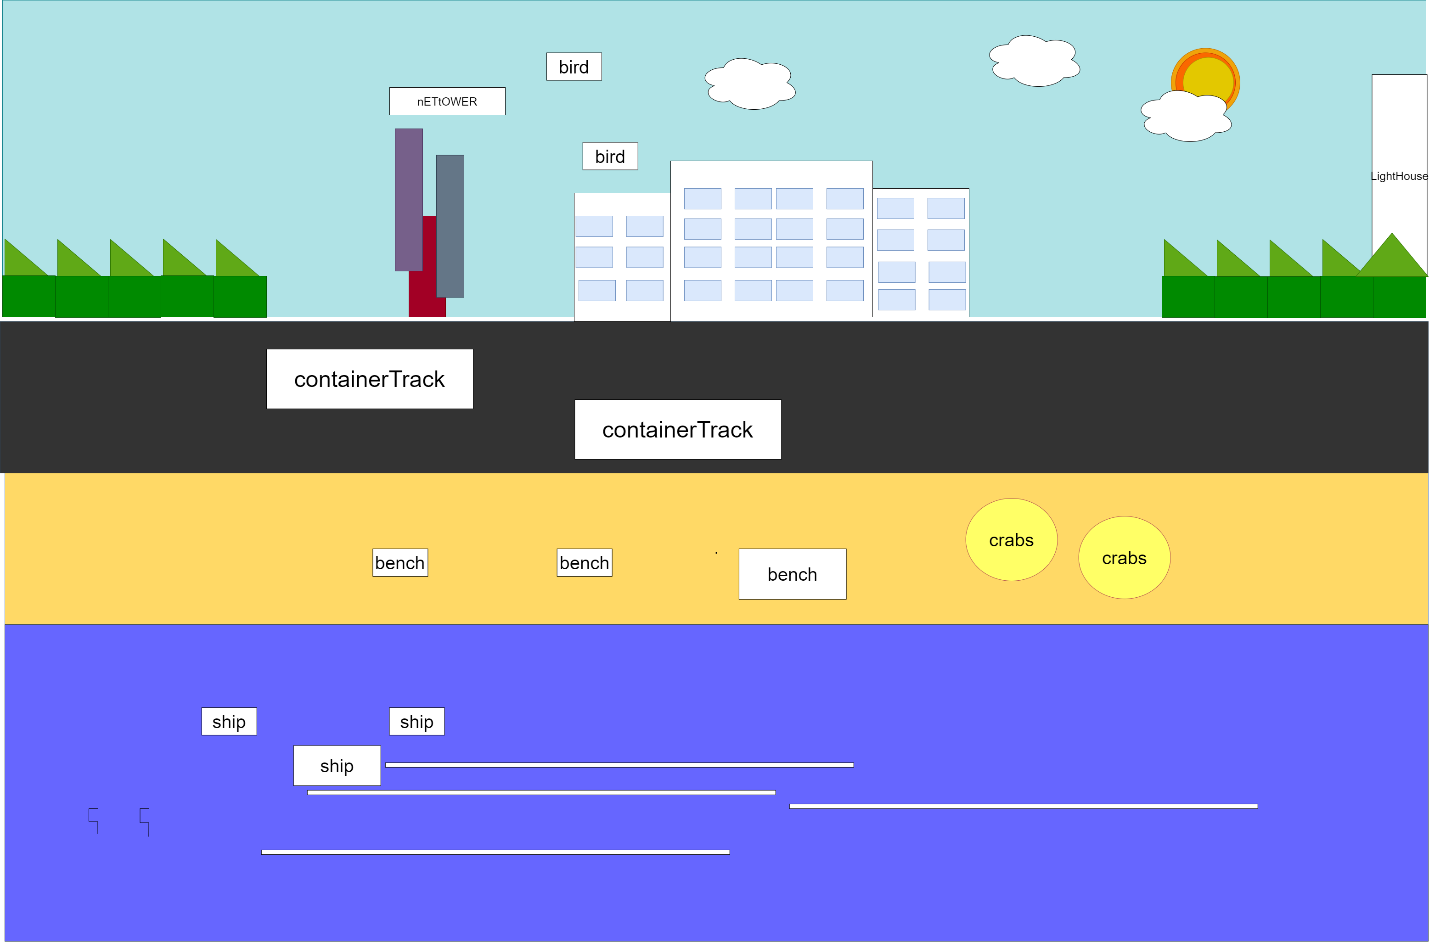 bird
nETtOWER
bird
LightHouse
containerTrack
containerTrack
crabs
crabs
bench
bench
bench
ship
ship
ship